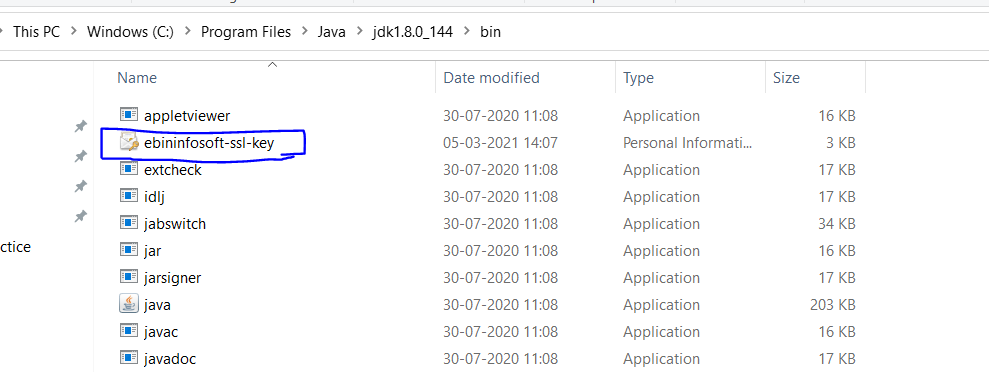 This PC > Windows (C:) > Program Files > Java > jdk1.8.0_144 > bin
Name Date modified Type Size
appletviewer 30-07-2020 11:08 Application 16 KB
ebininfosoft-ssl-key 05-03-2021 14:07 Personal Informati... 3 KB
extcheck 30-07-2020 11:08 Application 17 KB
idlj 30-07-2020 11:08 Application 17 KB
jabswitch 30-07-2020 11:08 Application 34 KB
ctice
jar 30-07-2020 11:08 Application 16 KB
jarsigner 30-07-2020 11:08 Application 17 KB
java 30-07-2020 11:08 Application 203 KB
javac 30-07-2020 11:08 Application 16 KB
javadoc 30-07-2020 11:08 Application 17 KB